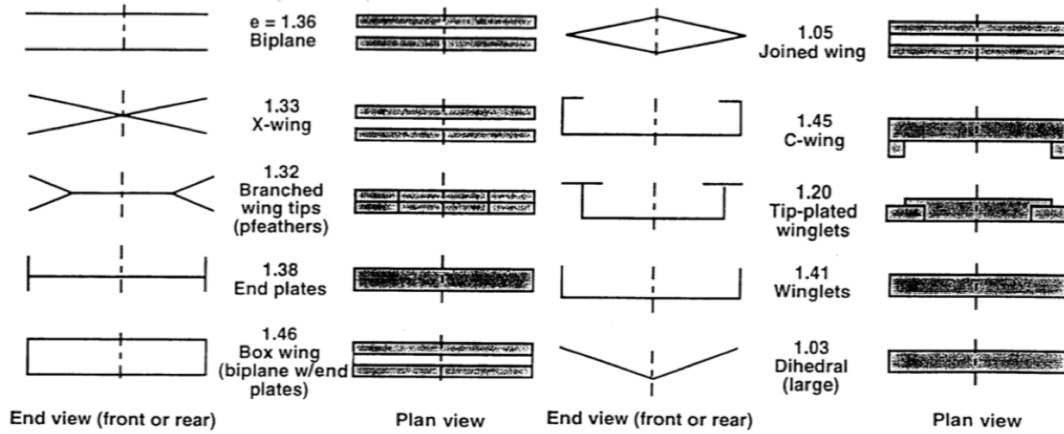 e = 1.36
Biplane
1.33
X-wing
1.32
Branched
wing tips
(pfeathers)
1.38
End plates
1.46
Box wing
(biplane w/end
plates)
End view (front or rear)
Plan view
1.05
Joined wing
1.45
C-wing
1.20
Tip-plated
winglets
1.41
Winglets
1.03
Dihedral
(large)
End view (front or rear)
Plan view